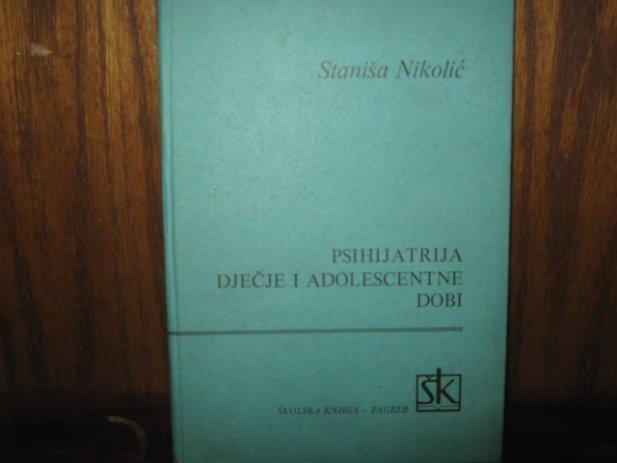 Staniša Nikolić
PSIHIJATRIJA
DJEČJE I ADOLESCENTNE
DOBI
ŠKOLSKA KNJIGA – ZAGREB
ŠK